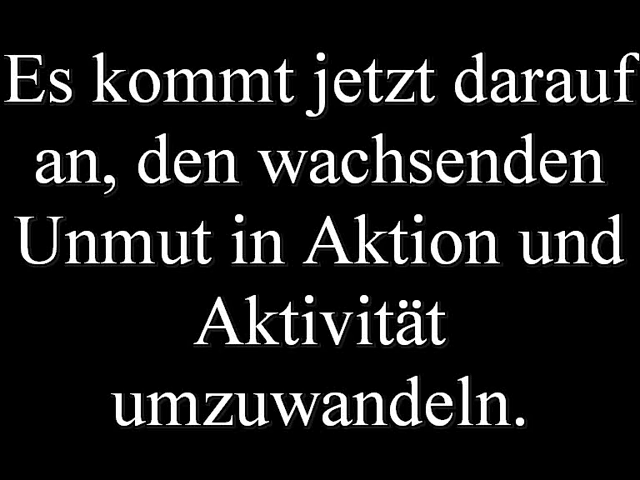 Es kommt jetzt darauf
an, den wachsenden
Unmut in Aktion und
Aktivität
umzuwandeln.